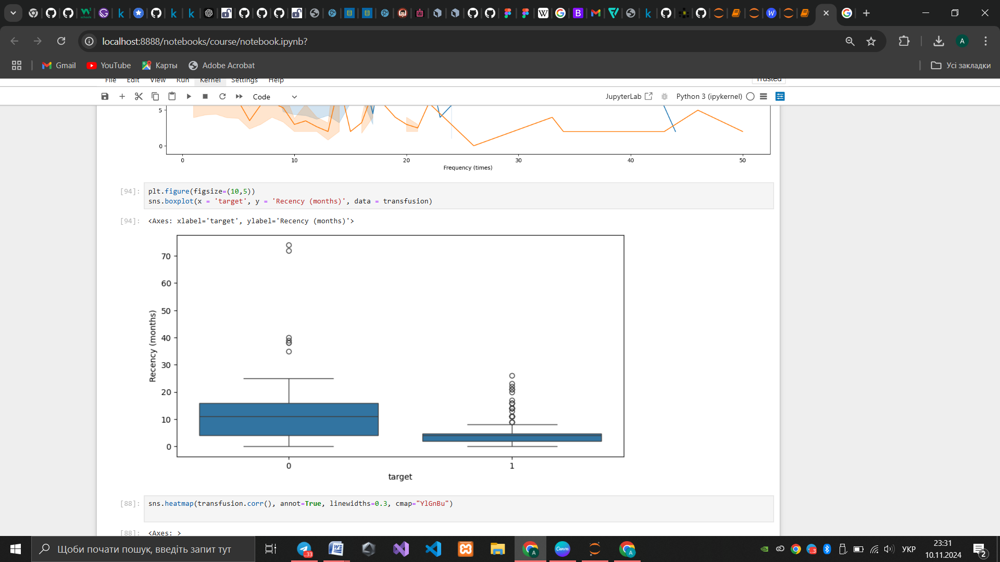 localhost:8888/notebooks/course/notebook.ipynb?
A
Gmail
YouTube
Карты
Adobe Acrobat
Усі закладки
File Edit View Run Kernel Settings Help
Trusted
Code
JupyterLab
Python 3 (ipykernel)
5
0
0 10 20 30 40 50
Frequency (times)
[94]:
plt.figure(figsize=(10,5))
sns.boxplot(x = 'target', y = 'Recency (months)', data = transfusion)
[94]:
<Axes: xlabel='target', ylabel='Recency (months)'>
70
60
50
40
30
20
10
0
Recency (months)
0 1
target
[88]:
sns.heatmap(transfusion.corr(), annot=True, linewidths=0.3, cmap="YlGnBu")
[88]:
<Axes: >
Щоби почати пошук, введіть запит тут
УКР
23:31
10.11.2024
2